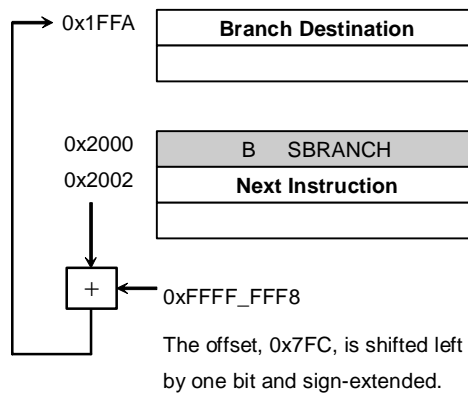 0x1FFA Branch Destination
0x2000 B SBRANCH
0x2002 Next Instruction
+
0xFFFF_FFF8
The offset, 0x7FC, is shifted left
by one bit and sign-extended.